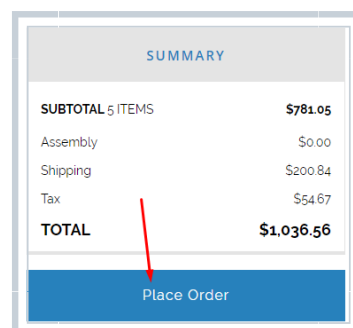 SUMMARY
SUBTOTAL 5 ITEMS $781.05
Assembly $0.00
Shipping $200.84
Tax $54.67
TOTAL $1,036.56
Place Order